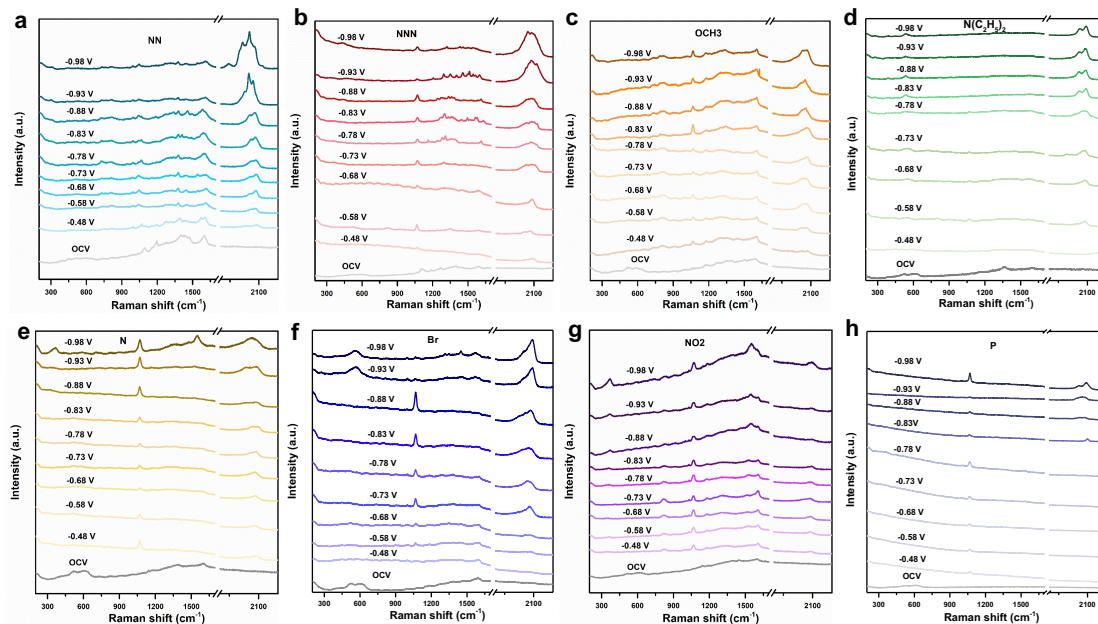 a
NN
-0.98 V
-0.93 V
-0.88 V
-0.83 V
-0.78 V
-0.73 V
-0.68 V
-0.58 V
-0.48 V
OCV
Intensity (a.u.)
300 600 900 1200 1500 2100
Raman shift (cm-1)
b
NNN
-0.98 V
-0.93 V
-0.88 V
-0.83 V
-0.78 V
-0.73 V
-0.68 V
-0.58 V
-0.48 V
OCV
Intensity (a.u.)
300 600 900 1200 1500 2100
Raman shift (cm-1)
c
OCH3
-0.98 V
-0.93 V
-0.88 V
-0.83 V
-0.78 V
-0.73 V
-0.68 V
-0.58 V
-0.48 V
OCV
Intensity (a.u.)
300 600 900 1200 1500 2100
Raman shift (cm-1)
d
N(C2H5)2
-0.98 V
-0.93 V
-0.88 V
-0.83 V
-0.78 V
-0.73 V
-0.68 V
-0.58 V
-0.48 V
OCV
Intensity (a.u.)
300 600 900 1200 1500 2100
Raman shift (cm-1)
e
N
-0.98 V
-0.93 V
-0.88 V
-0.83 V
-0.78 V
-0.73 V
-0.68 V
-0.58 V
-0.48 V
OCV
Intensity (a.u.)
300 600 900 1200 1500 2100
Raman shift (cm-1)
f
Br
-0.98 V
-0.93 V
-0.88 V
-0.83 V
-0.78 V
-0.73 V
-0.68 V
-0.58 V
-0.48 V
OCV
Intensity (a.u.)
300 600 900 1200 1500 2100
Raman shift (cm-1)
g
NO2
-0.98 V
-0.93 V
-0.88 V
-0.83 V
-0.78 V
-0.73 V
-0.68 V
-0.58 V
-0.48 V
OCV
Intensity (a.u.)
300 600 900 1200 1500 2100
Raman shift (cm-1)
h
P
-0.98 V
-0.93 V
-0.88 V
-0.83V
-0.78 V
-0.73 V
-0.68 V
-0.58 V
-0.48 V
OCV
Intensity (a.u.)
300 600 900 1200 1500 2100
Raman shift (cm-1)